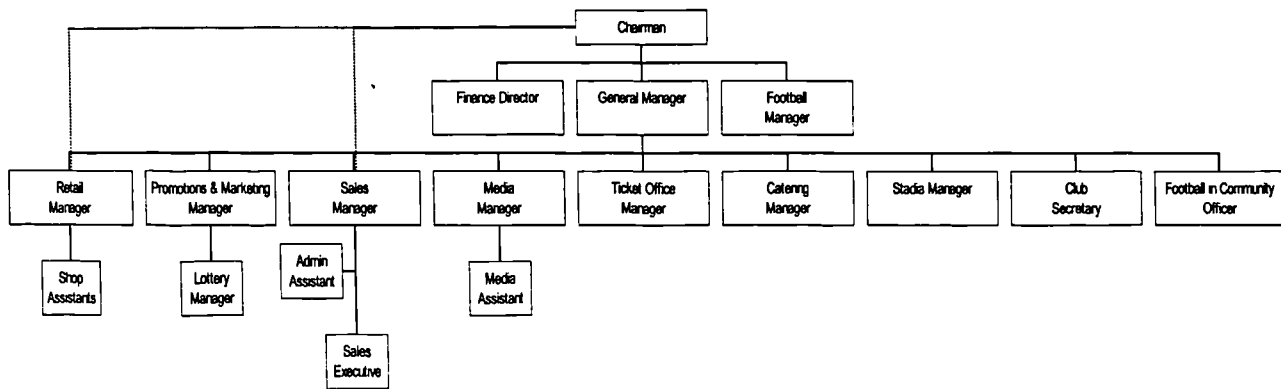 Chairman
Finance Director
General Manager
Football
Manager
Retail
Manager
Promotions & Marketing
Manager
Sales
Manager
Media
Manager
Ticket Office
Manager
Catering
Manager
Stadia Manager
Club
Secretary
Football in Community
Officer
Shop
Assistants
Lottery
Manager
Admin
Assistant
Media
Assistant
Sales
Executive